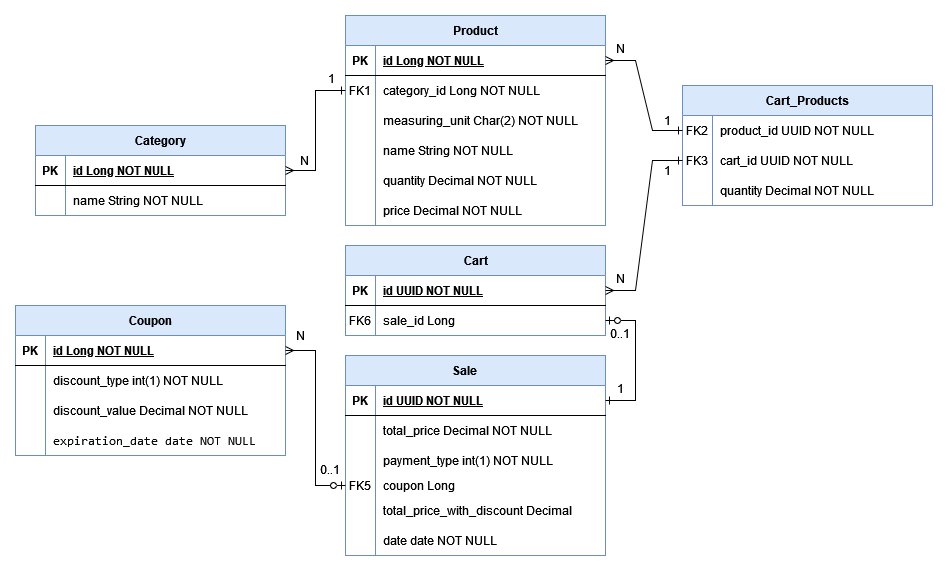 Product
PK id Long NOT NULL
FK1 category_id Long NOT NULL
measuring_unit Char(2) NOT NULL
name String NOT NULL
quantity Decimal NOT NULL
price Decimal NOT NULL
N
1
Cart_Products
FK2 product_id UUID NOT NULL
FK3 cart_id UUID NOT NULL
quantity Decimal NOT NULL
1
N
1
N
Category
PK id Long NOT NULL
name String NOT NULL
Cart
PK id UUID NOT NULL
FK6 sale_id Long
0..1
1
Coupon
PK id Long NOT NULL
discount_type int(1) NOT NULL
discount_value Decimal NOT NULL
expiration_date date NOT NULL
N
0..1
Sale
PK id UUID NOT NULL
total_price Decimal NOT NULL
payment_type int(1) NOT NULL
FK5 coupon Long
total_price_with_discount Decimal
date date NOT NULL